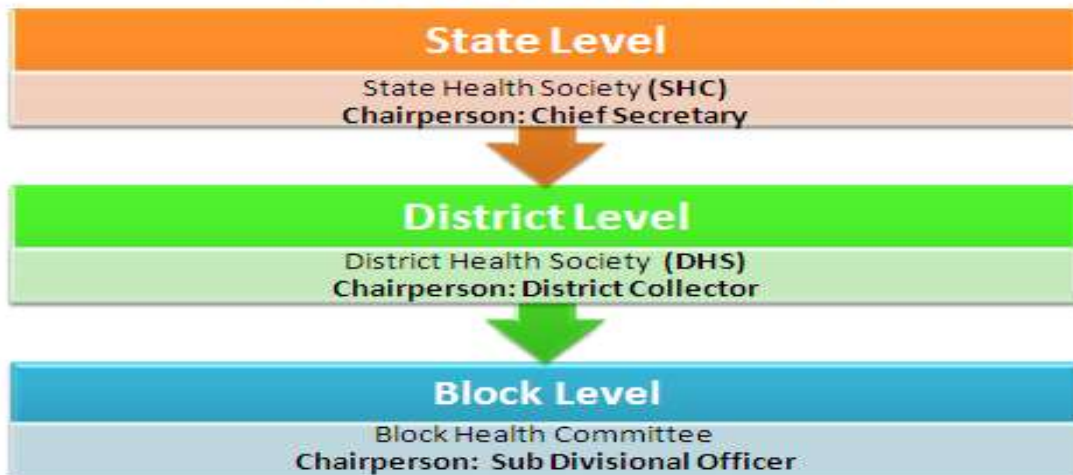 State Level
State Health Society (SHC)
Chairperson: Chief Secretary
District Level
District Health Society (DHS)
Chairperson: District Collector
Block Level
Block Health Committee
Chairperson: Sub Divisional Officer